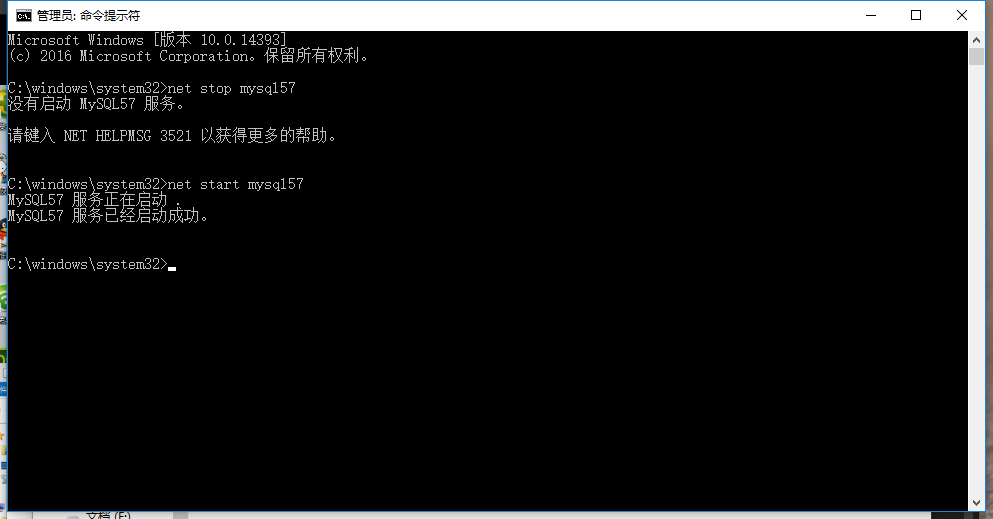 管理员: 命令提示符
Microsoft Windows [版本 10.0.14393]
(c) 2016 Microsoft Corporation。保留所有权利。
C:\windows\system32>net stop mysql57
没有启动 MySQL57 服务。
请键入 NET HELPMSG 3521 以获得更多的帮助。
C:\windows\system32>net start mysql57
MySQL57 服务正在启动 .
MySQL57 服务已经启动成功。
C:\windows\system32>
文档 (F:)